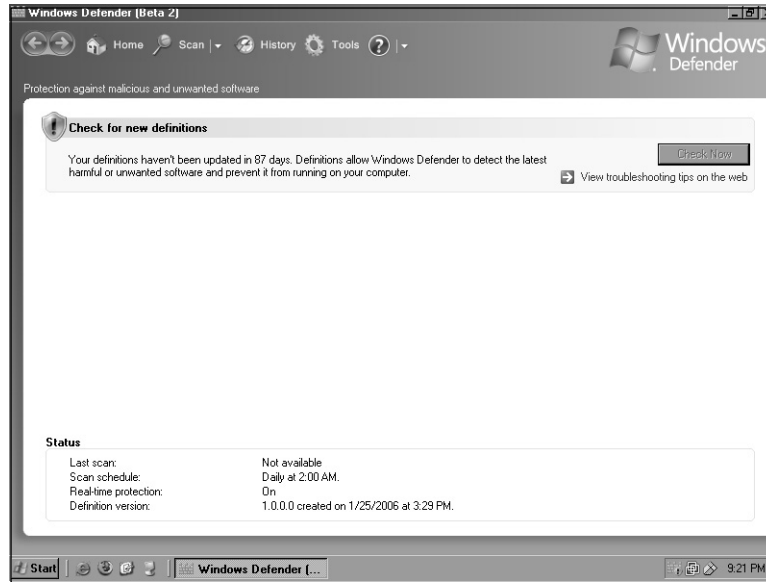 Windows Defender (Beta 2)
Home Scan History Tools
Windows
Defender
Protection against malicious and unwanted software
Check for new definitions
Your definitions haven't been updated in 87 days. Definitions allow Windows Defender to detect the latest
harmful or unwanted software and prevent it from running on your computer.
Check Now
View troubleshooting tips on the web
Status
Last scan: Not available
Scan schedule: Daily at 2:00 AM.
Real-time protection: On
Definition version: 1.0.0.0 created on 1/25/2006 at 3:29 PM.
Start Windows Defender (... 9:21 PM